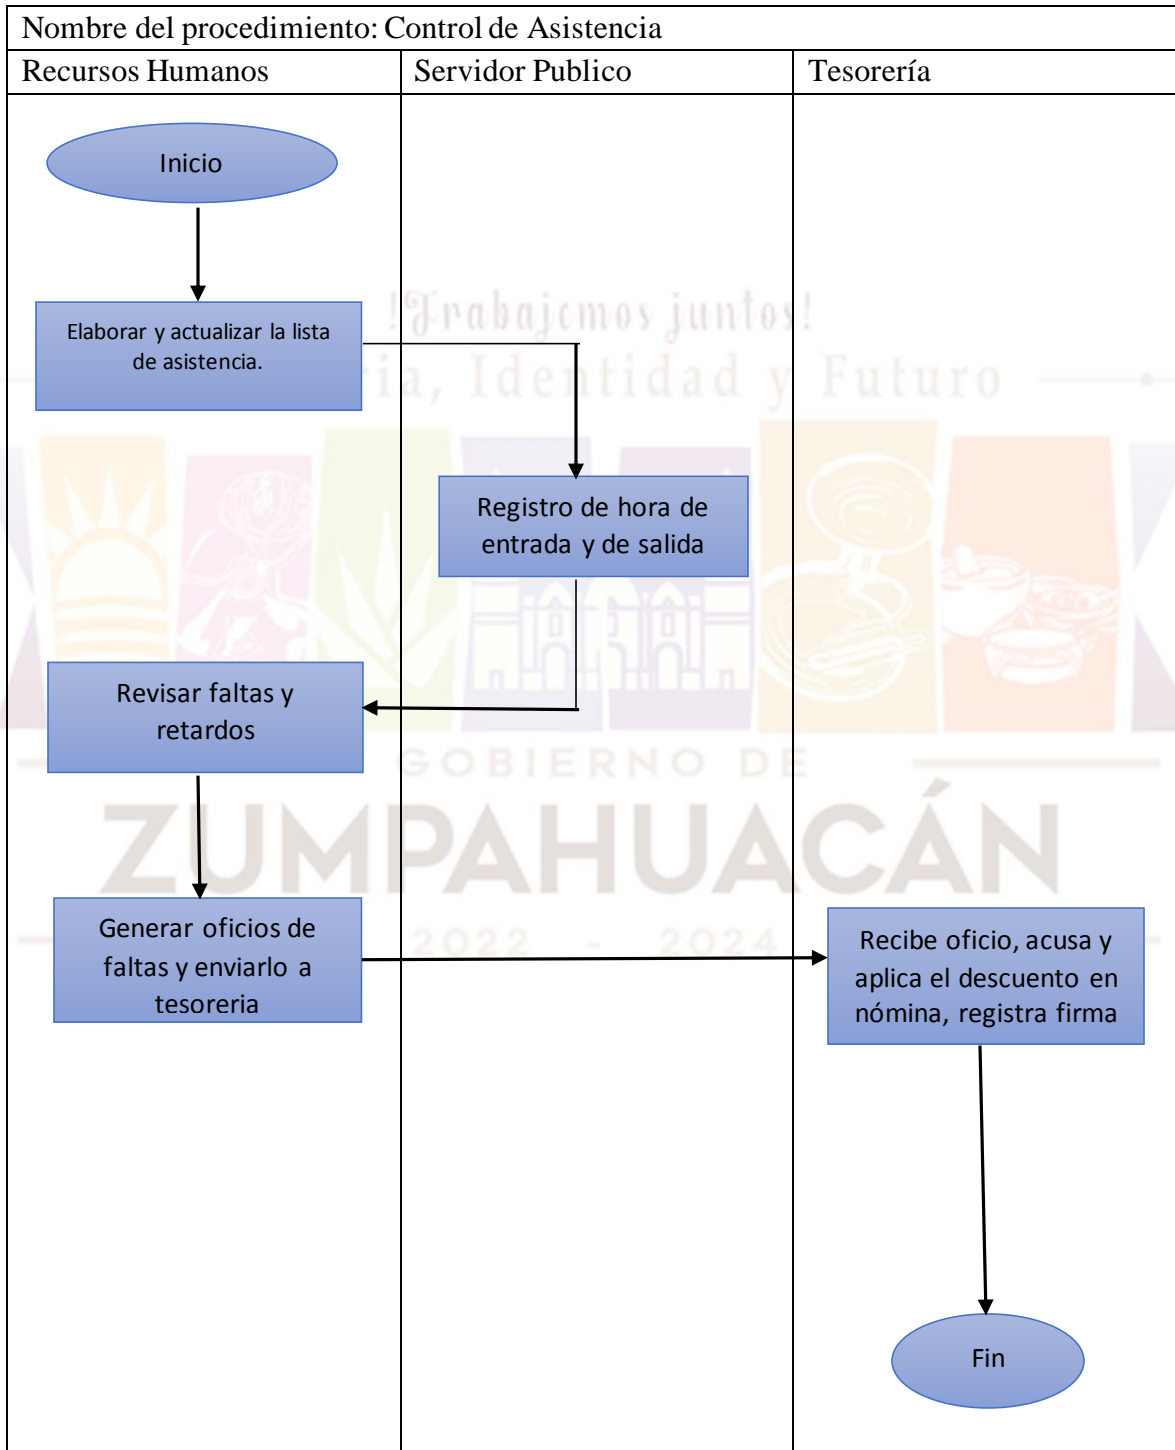 Nombre del procedimiento: Control de Asistencia
Recursos Humanos
Servidor Publico
Tesorería
Inicio
!Trabajemos juntos!
Elaborar y actualizar la lista
de asistencia.
ia, Identidad y Futuro
Registro de hora de
entrada y de salida
Revisar faltas y
retardos
GOBIERNO DE
ZUMPAHUACÁN
2022 - 2024
Generar oficios de
faltas y enviarlo a
tesoreria
Recibe oficio, acusa y
aplica el descuento en
nómina, registra firma
Fin